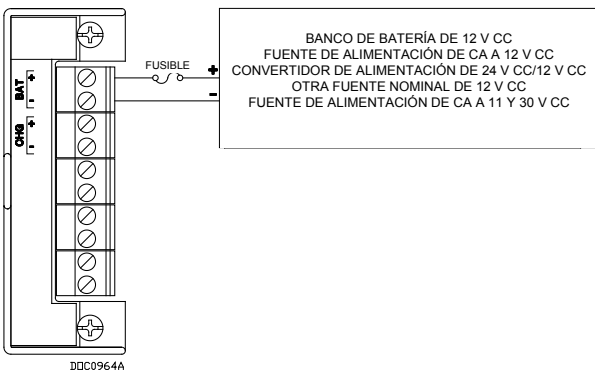 BANCO DE BATERÍA DE 12 V CC
FUENTE DE ALIMENTACIÓN DE CA A 12 V CC
CONVERTIDOR DE ALIMENTACIÓN DE 24 V CC/12 V CC
OTRA FUENTE NOMINAL DE 12 V CC
FUENTE DE ALIMENTACIÓN DE CA A 11 Y 30 V CC
FUSIBLE
+
-
BAT
+
-
CHG
+
-
DOC0964A